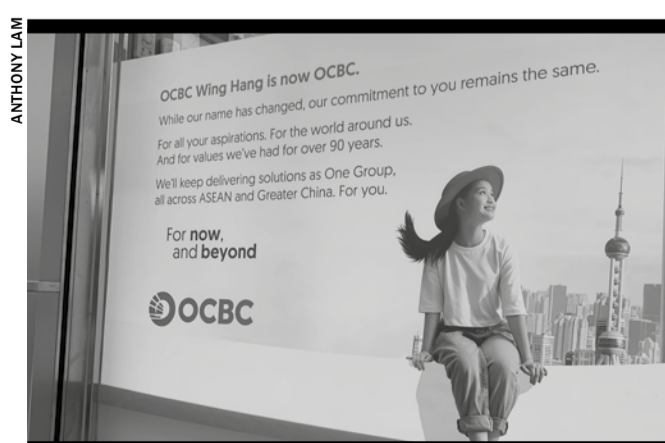 ANTHONY LAM
OCBC Wing Hang is now OCBC.
While our name has changed, our commitment to you remains the same.
For all your aspirations. For the world around us.
And for values we've had for over 90 years.
We'll keep delivering solutions as One Group,
all across ASEAN and Greater China. For you.
For now,
and beyond
OCBC